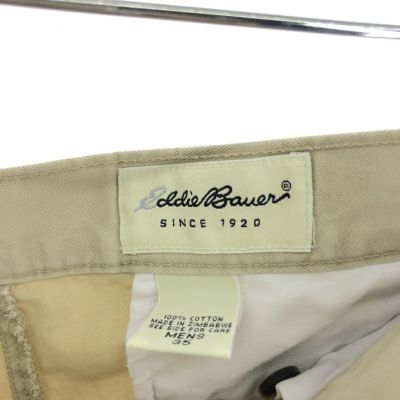 Eddie Bauer®
SINCE 1920
100% COTTON
MADE IN ZIMBABWE
SEE SIDE FOR CARE
MENS
35